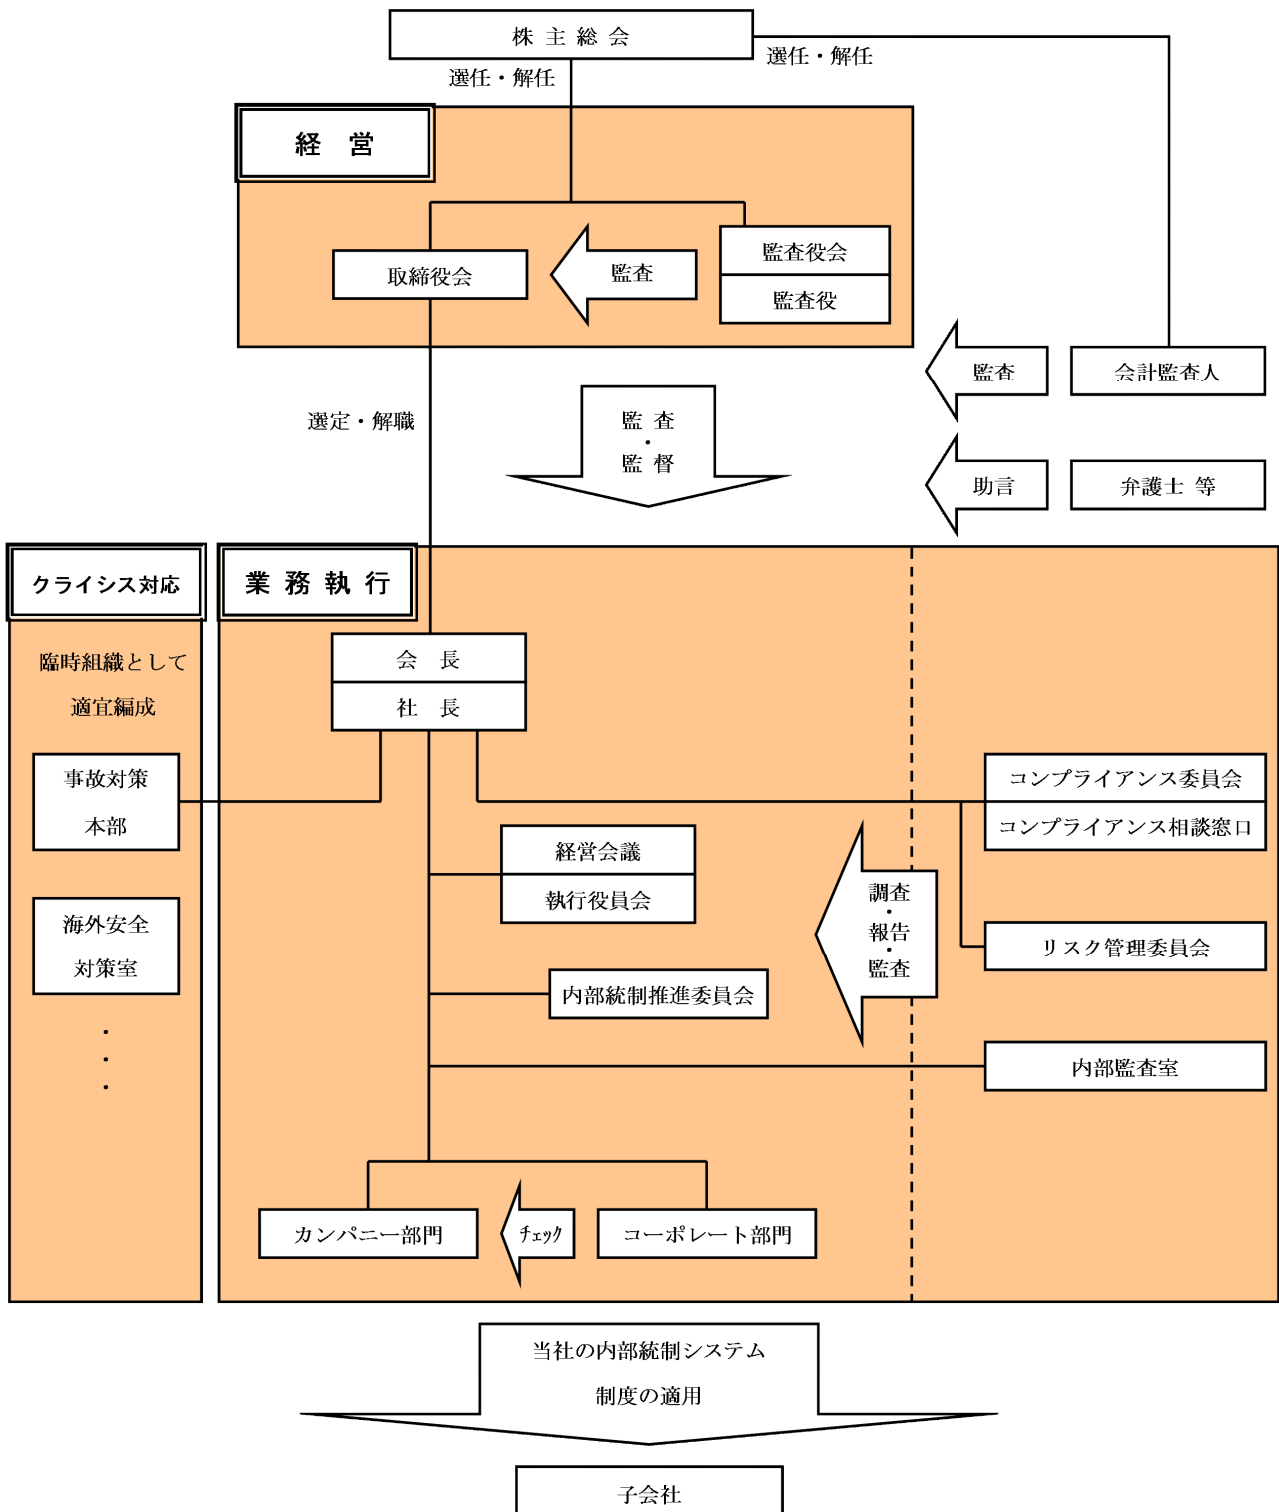 株 主 総 会
選任・解任
選任・解任
経 営
取締役会
監査
監査役会
監査役
監査
会計監査人
選定・解職
監 査
・
監 督
助言
弁護士 等
クライシス対応
業 務 執 行
臨時組織として
適宜編成
会 長
社 長
事故対策
本部
コンプライアンス委員会
コンプライアンス相談窓口
経営会議
執行役員会
調査
・
報告
・
監査
海外安全
対策室
・
・
・
リスク管理委員会
内部統制推進委員会
内部監査室
カンパニー部門
チェック
コーポレート部門
当社の内部統制システム
制度の適用
子会社